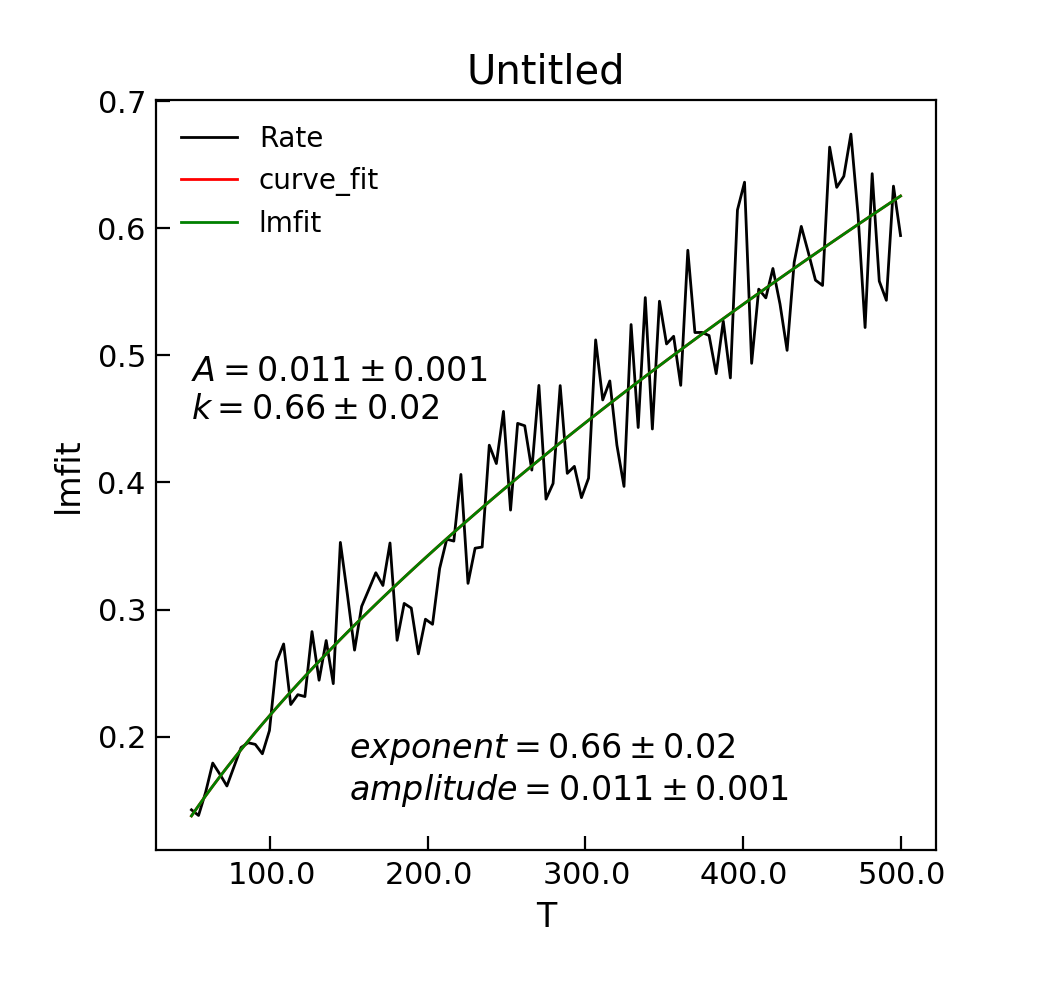 Untitled
0.7
Rate
curve_fit
lmfit
0.6
0.5
A = 0.011 ± 0.001
k = 0.66 ± 0.02
lmfit
0.4
0.3
0.2
exponent = 0.66 ± 0.02
amplitude = 0.011 ± 0.001
100.0 200.0 300.0 400.0 500.0
T